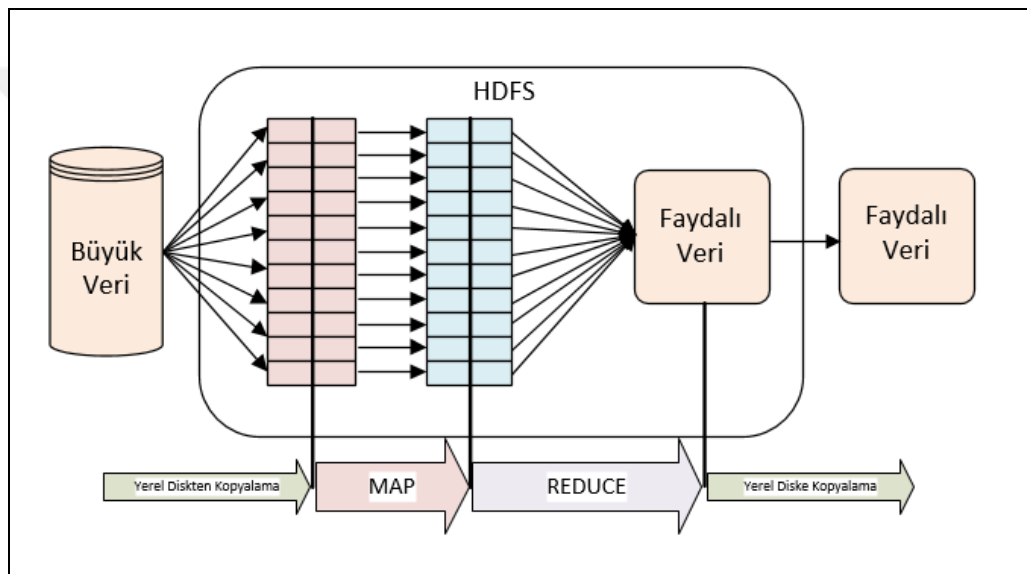 HDFS
Büyük
Veri
Faydalı
Veri
Faydalı
Veri
Yerel Diskten Kopyalama
MAP
REDUCE
Yerel Diske Kopyalama